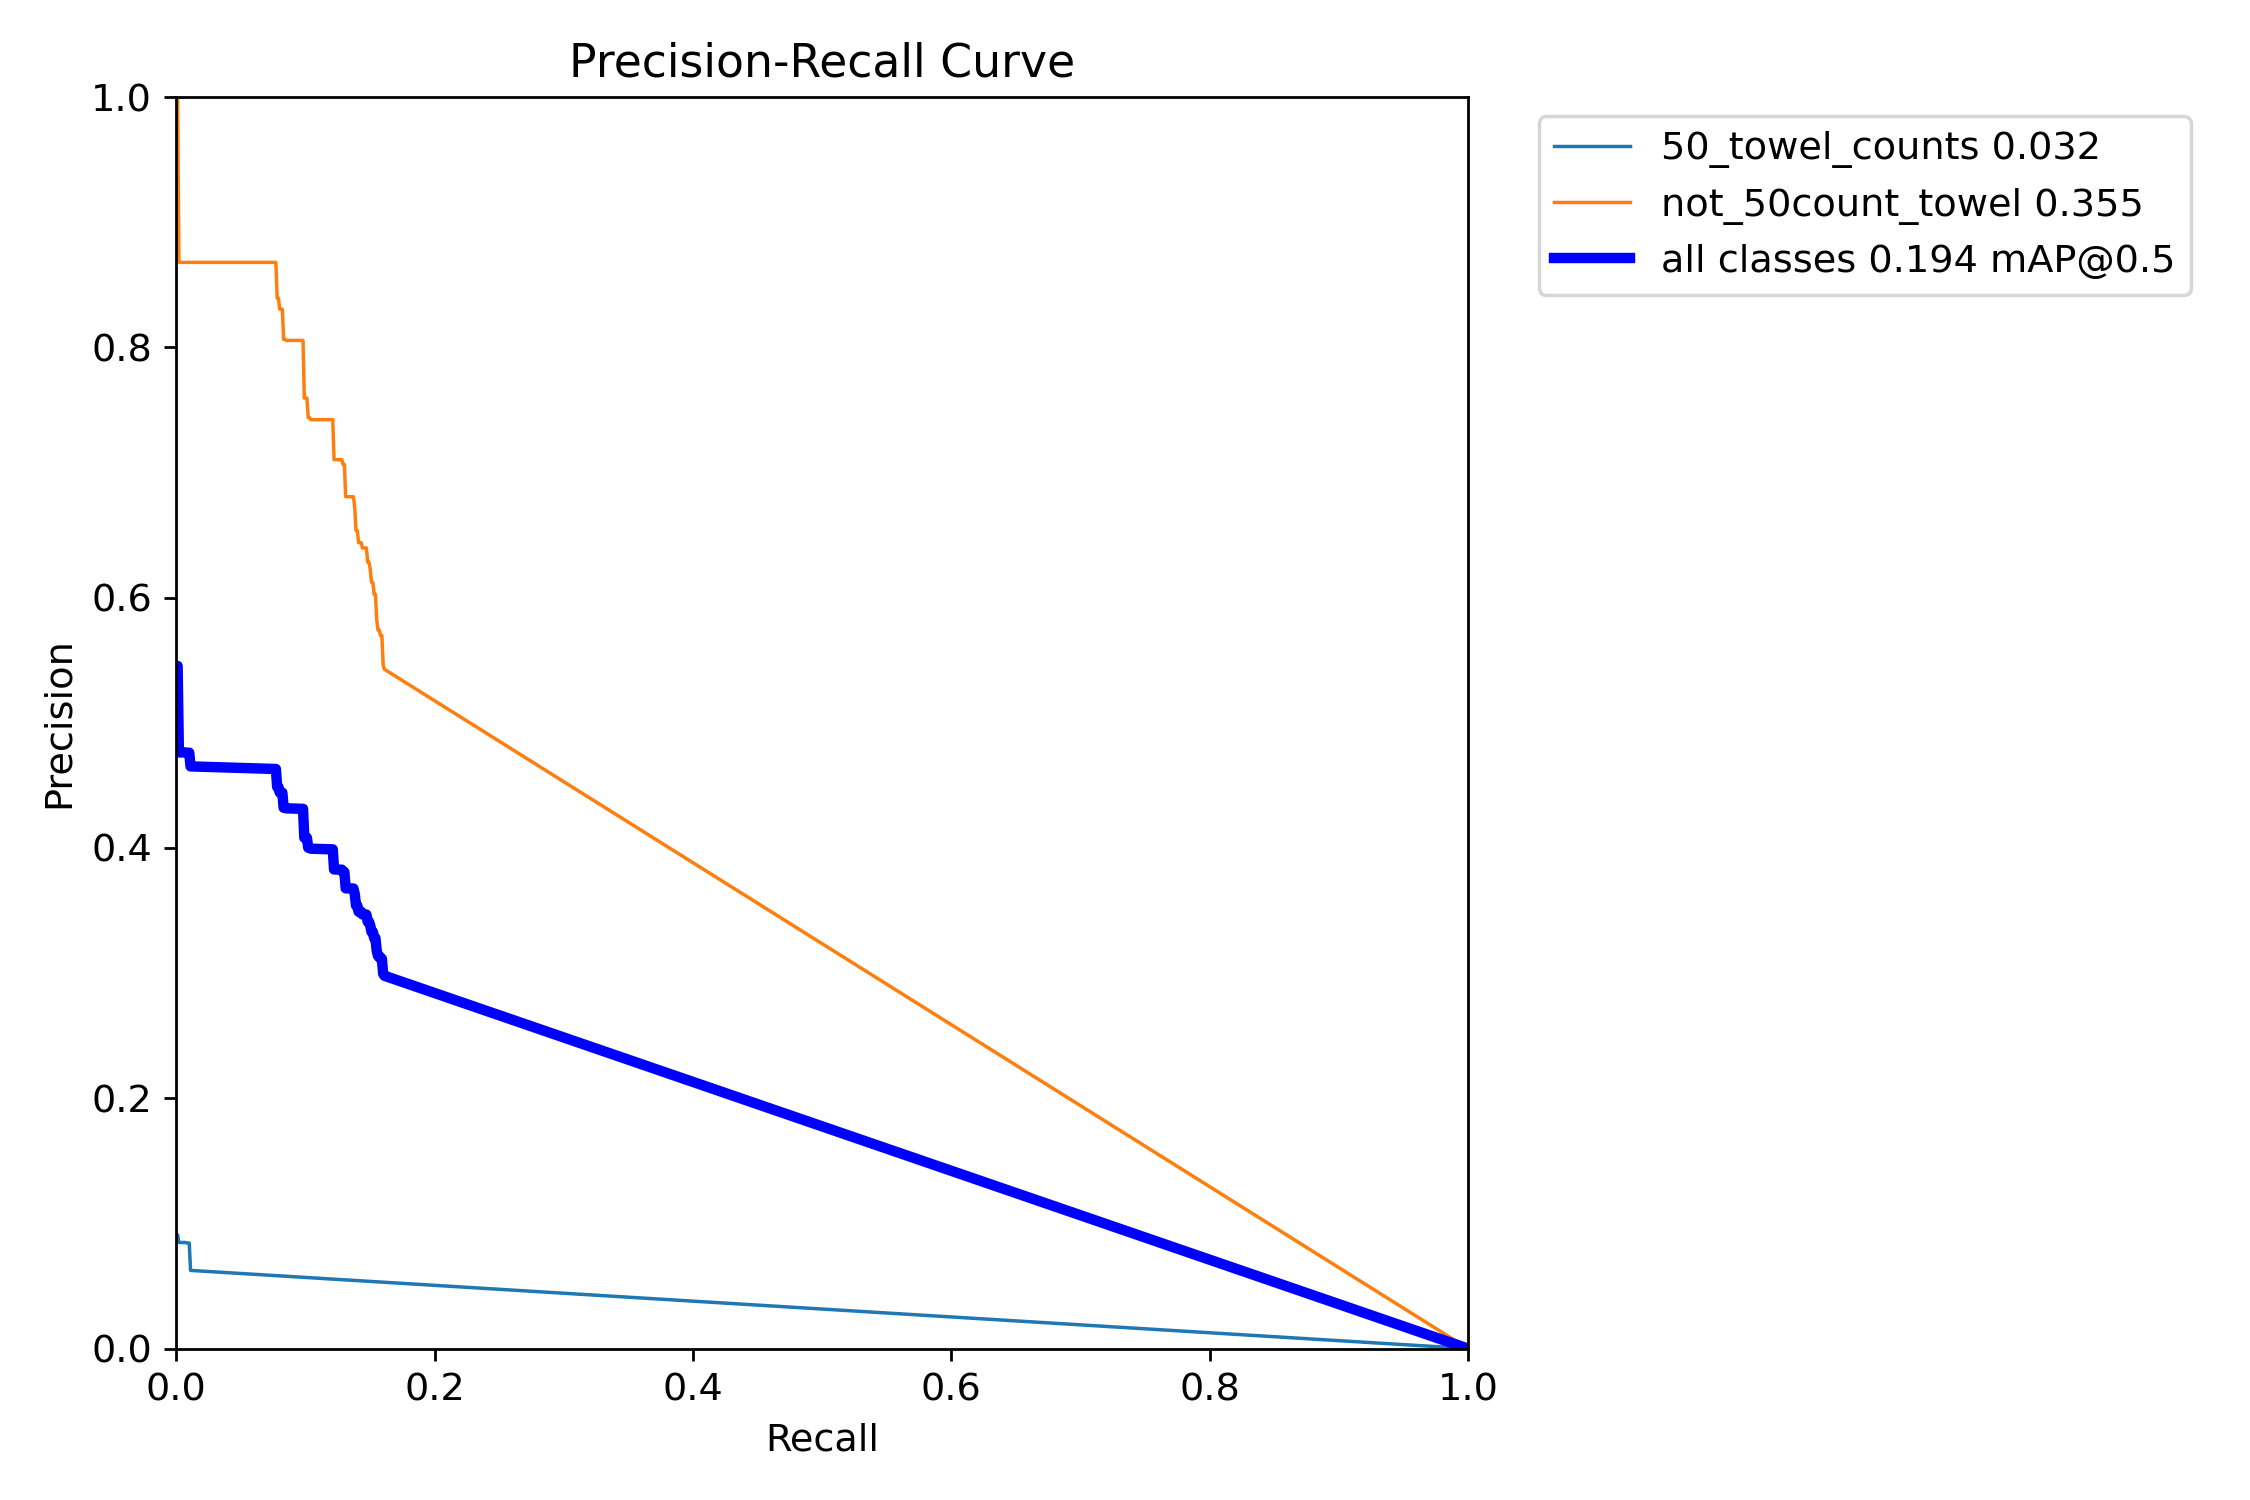 Precision-Recall Curve
1.0
0.8
0.6
0.4
0.2
0.0
Precision
0.0 0.2 0.4 0.6 0.8 1.0
Recall
50_towel_counts 0.032
not_50count_towel 0.355
all classes 0.194 mAP@0.5